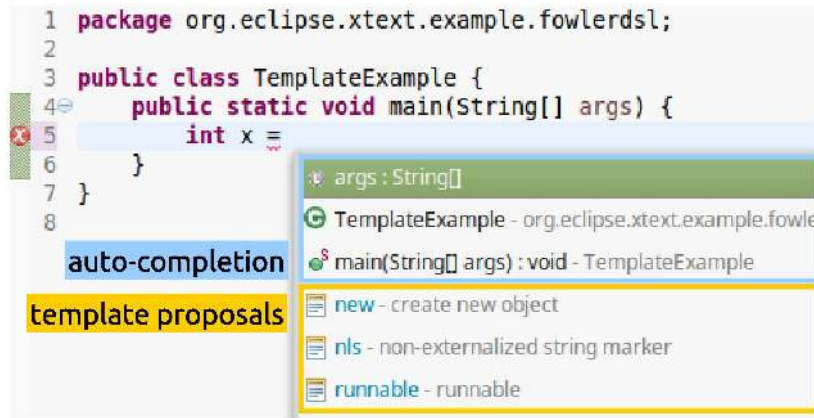 1 package org.eclipse.xtext.example.fowlerdsl;
2
3 public class TemplateExample {
4 public static void main(String[] args) {
5 int x =
6 }
7 }
8
args : String[]
TemplateExample - org.eclipse.xtext.example.fowle
main(String[] args) : void - TemplateExample
auto-completion
new - create new object
template proposals
nls - non-externalized string marker
runnable - runnable